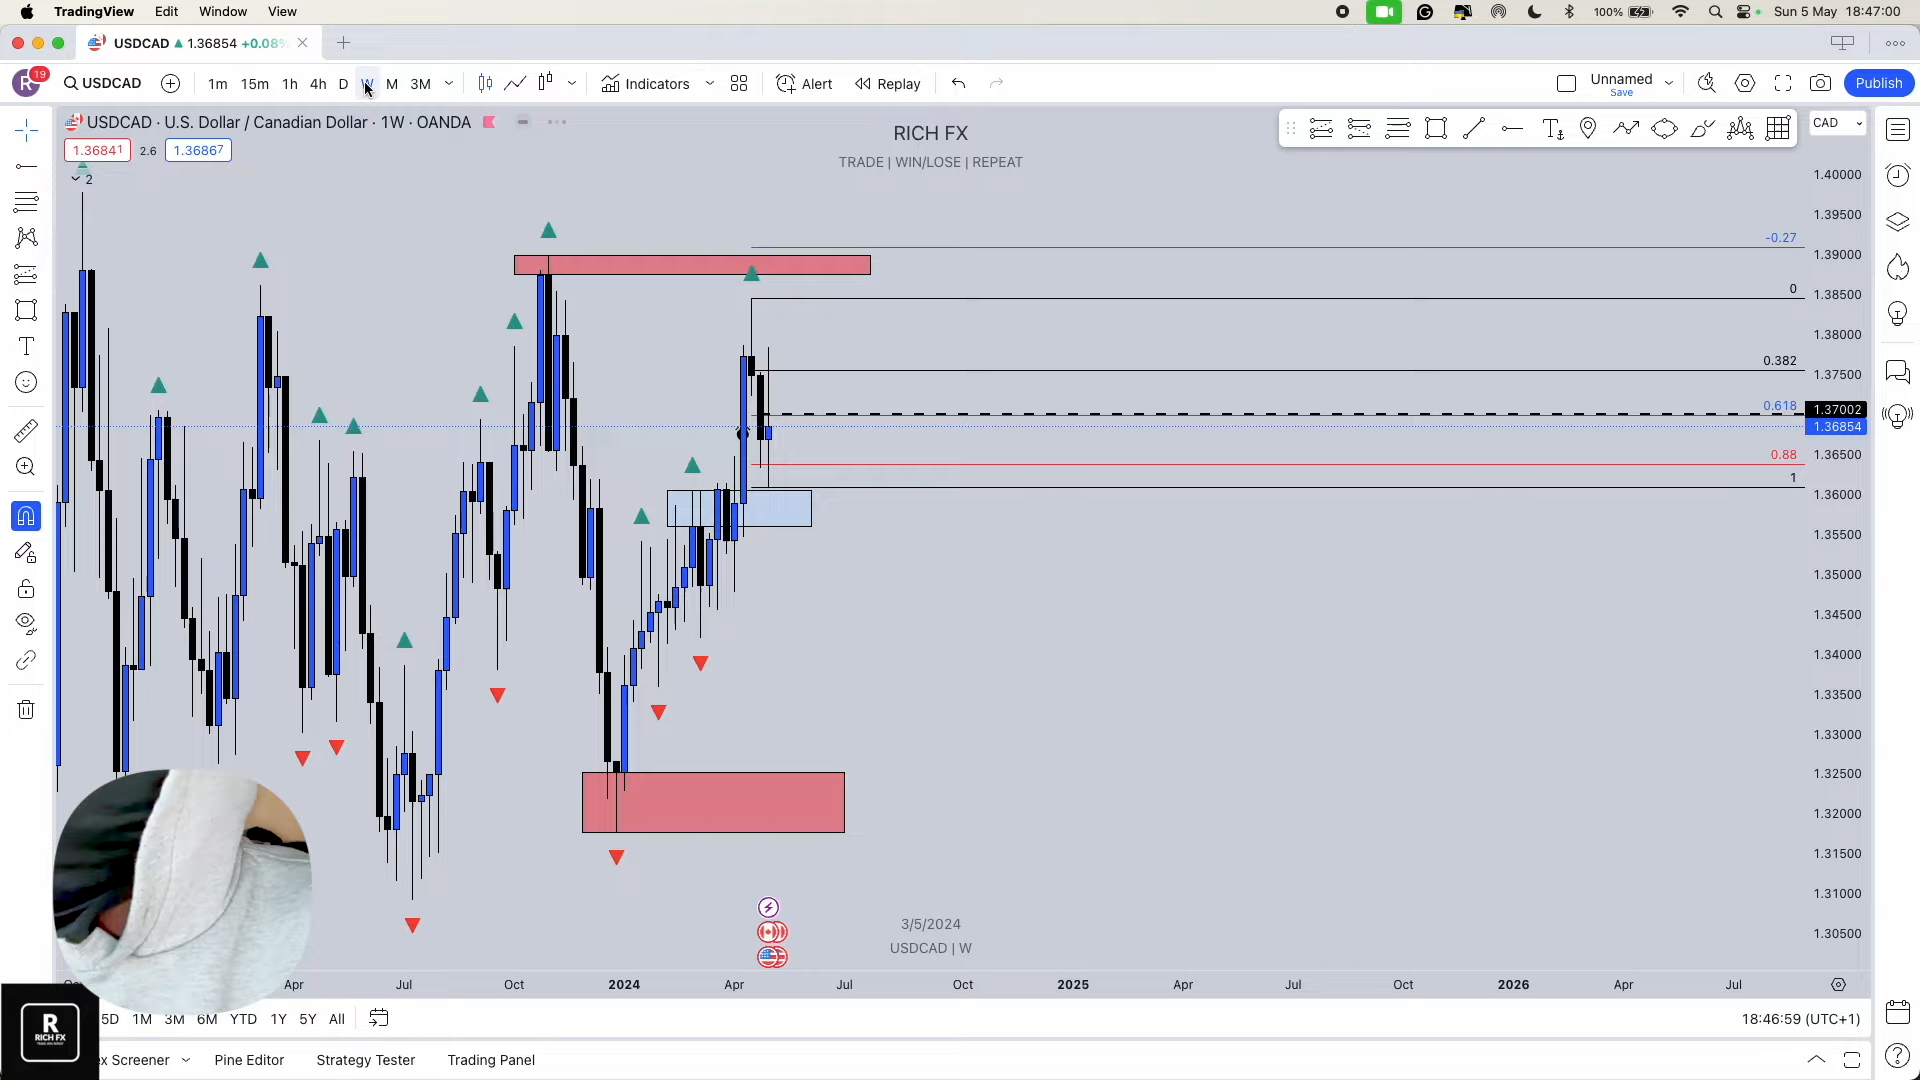 TradingView Edit Window View 100% Sun 5 May 18:47:00
USDCAD 1.36854 +0.08%
R 19 USDCAD 1m 15m 1h 4h D W M 3M Indicators Alert Replay Unnamed Save Publish
USDCAD · U.S. Dollar / Canadian Dollar · 1W · OANDA
RICH FX
CAD
1.36841 2.6 1.36867
TRADE | WIN/LOSE | REPEAT
2
1.40000
1.39500
-0.27
1.39000
0
1.38500
1.38000
0.382
1.37500
0.618
1.37002
1.36854
0.88
1.36500
1
1.36000
1.35500
1.35000
1.34500
1.34000
1.33500
1.33000
1.32500
1.32000
1.31500
1.31000
1.30500
3/5/2024
USDCAD | W
Apr Jul Oct 2024 Apr Jul Oct 2025 Apr Jul Oct 2026 Apr Jul
5D 1M 3M 6M YTD 1Y 5Y All 18:46:59 (UTC+1)
R
RICH FX
Screener Pine Editor Strategy Tester Trading Panel